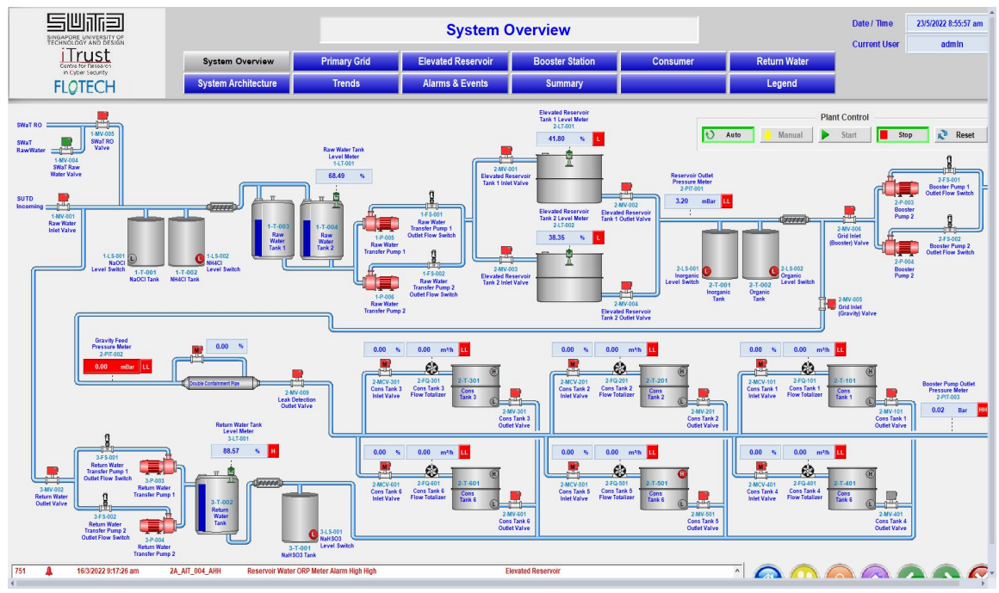 SUTD
SINGAPORE UNIVERSITY OF
TECHNOLOGY AND DESIGN
iTrust
Centre for Research
in Cyber Security
FLOTECH
System Overview
Date / Time
23/5/2022 8:55:57 am
Current User
admin
System Overview
Primary Grid
Elevated Reservoir
Booster Station
Consumer
Return Water
System Architecture
Trends
Alarms & Events
Summary
Legend
Plant Control
Auto
Manual
Start
Stop
Reset
SWaT RO
1-MV-005
SWaT RO
Valve
SWaT
RawWater
1-MV-004
SWaT Raw
Water Valve
SUTD
Incoming
1-MV-001
Raw Water
Inlet Valve
1-LS-001
NaOCl
Level Switch
L
1-T-001
NaOCl Tank
1-T-002
NH4Cl Tank
L
1-LS-002
NH4Cl
Level Switch
Raw Water Tank
Level Meter
1-LT-001
68.49 %
1-T-003
Raw
Water
Tank 1
1-T-004
Raw
Water
Tank 2
1-P-005
Raw Water
Transfer Pump 1
1-P-006
Raw Water
Transfer Pump 2
1-FS-001
Raw Water
Transfer Pump 1
Outlet Flow Switch
1-FS-002
Raw Water
Transfer Pump 2
Outlet Flow Switch
Elevated Reservoir
Tank 1 Level Meter
2-LT-001
41.80 % L
2-MV-001
Elevated Reservoir
Tank 1 Inlet Valve
2-MV-002
Elevated Reservoir
Tank 1 Outlet Valve
Elevated Reservoir
Tank 2 Level Meter
2-LT-002
38.35 % L
2-MV-003
Elevated Reservoir
Tank 2 Inlet Valve
2-MV-004
Elevated Reservoir
Tank 2 Outlet Valve
Reservoir Outlet
Pressure Meter
2-PIT-001
3.20 mBar LL
2-LS-001
Inorganic
Level Switch
L
2-T-001
Inorganic
Tank
2-T-002
Organic
Tank
L
2-LS-002
Organic
Level Switch
2-MV-006
Grid Inlet
(Booster) Valve
2-MV-005
Grid Inlet
(Gravity) Valve
2-P-003
Booster
Pump 2
2-P-004
Booster
Pump 2
2-FS-001
Booster Pump 1
Outlet Flow Switch
2-FS-002
Booster Pump 2
Outlet Flow Switch
Gravity Feed
Pressure Meter
2-PIT-002
0.00 mBar LL
M
0.00 %
Double Containment Pipe
2-MV-009
Leak Detection
Outlet Valve
0.00 % 0.00 m³/h LL
M
2-MCV-301
Cons Tank 3
Inlet Valve
2-FQ-301
Cons Tank 3
Flow Totalizer
2-T-301
Cons
Tank 3
H
L
2-MV-301
Cons Tank 3
Outlet Valve
0.00 % 0.00 m³/h LL
M
2-MCV-201
Cons Tank 2
Inlet Valve
2-FQ-201
Cons Tank 2
Flow Totalizer
2-T-201
Cons
Tank 2
H
L
2-MV-201
Cons Tank 2
Outlet Valve
0.00 % 0.00 m³/h LL
M
2-MCV-101
Cons Tank 1
Inlet Valve
2-FQ-101
Cons Tank 1
Flow Totalizer
2-T-101
Cons
Tank 1
H
L
2-MV-101
Cons Tank 1
Outlet Valve
Booster Pump Outlet
Pressure Meter
2-PIT-003
0.02 Bar HH
Return Water Tank
Level Meter
3-LT-001
88.57 % H
3-FS-001
Return Water
Transfer Pump 1
Outlet Flow Switch
3-MV-002
Return Water
Outlet Valve
3-FS-002
Return Water
Transfer Pump 2
Outlet Flow Switch
3-P-003
Return Water
Transfer Pump 1
3-P-004
Return Water
Transfer Pump 2
3-T-002
Return
Water
Tank
3-T-001
NaHSO3 Tank
L
3-LS-001
NaHSO3
Level Switch
0.00 % 0.00 m³/h LL
M
2-MCV-601
Cons Tank 6
Inlet Valve
2-FQ-601
Cons Tank 6
Flow Totalizer
2-T-601
Cons
Tank 6
H
L
2-MV-601
Cons Tank 6
Outlet Valve
0.00 % 0.00 m³/h LL
M
2-MCV-501
Cons Tank 5
Inlet Valve
2-FQ-501
Cons Tank 5
Flow Totalizer
2-T-501
Cons
Tank 6
H
L
2-MV-501
Cons Tank 5
Outlet Valve
0.00 % 0.00 m³/h LL
M
2-MCV-401
Cons Tank 4
Inlet Valve
2-FQ-401
Cons Tank 4
Flow Totalizer
2-T-401
Cons
Tank 6
H
L
2-MV-401
Cons Tank 4
Outlet Valve
751 16/3/2022 9:17:26 am 2A_AIT_004_AHH Reservoir Water ORP Meter Alarm High High Elevated Reservoir